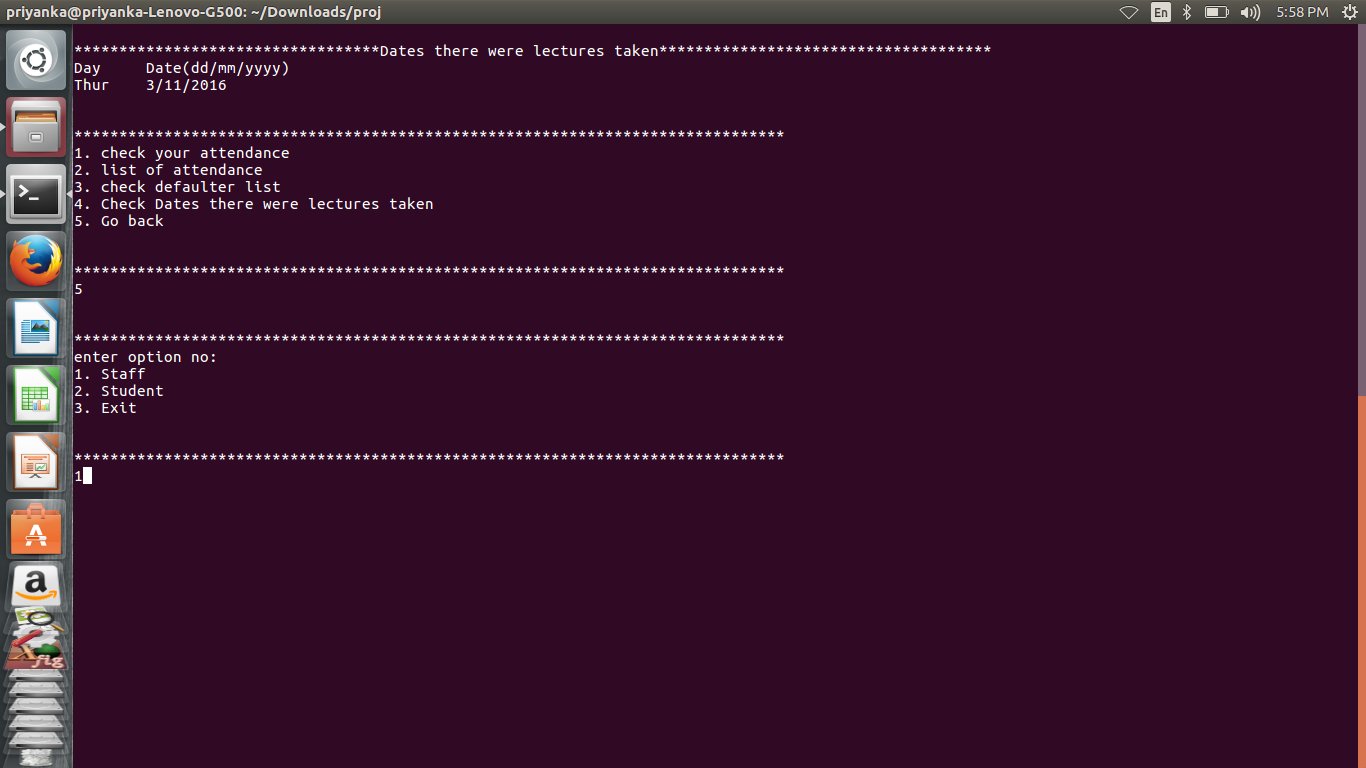 priyanka@priyanka-Lenovo-G500: ~/Downloads/proj
En
5:58 PM
**********************************Dates there were lectures taken*************************************
Day     Date(dd/mm/yyyy)
Thur    3/11/2016
*******************************************************************************
1. check your attendance
2. list of attendance
3. check defaulter list
4. Check Dates there were lectures taken
5. Go back
*******************************************************************************
5
*******************************************************************************
enter option no:
1. Staff
2. Student
3. Exit
*******************************************************************************
1
>_
A
a
fig